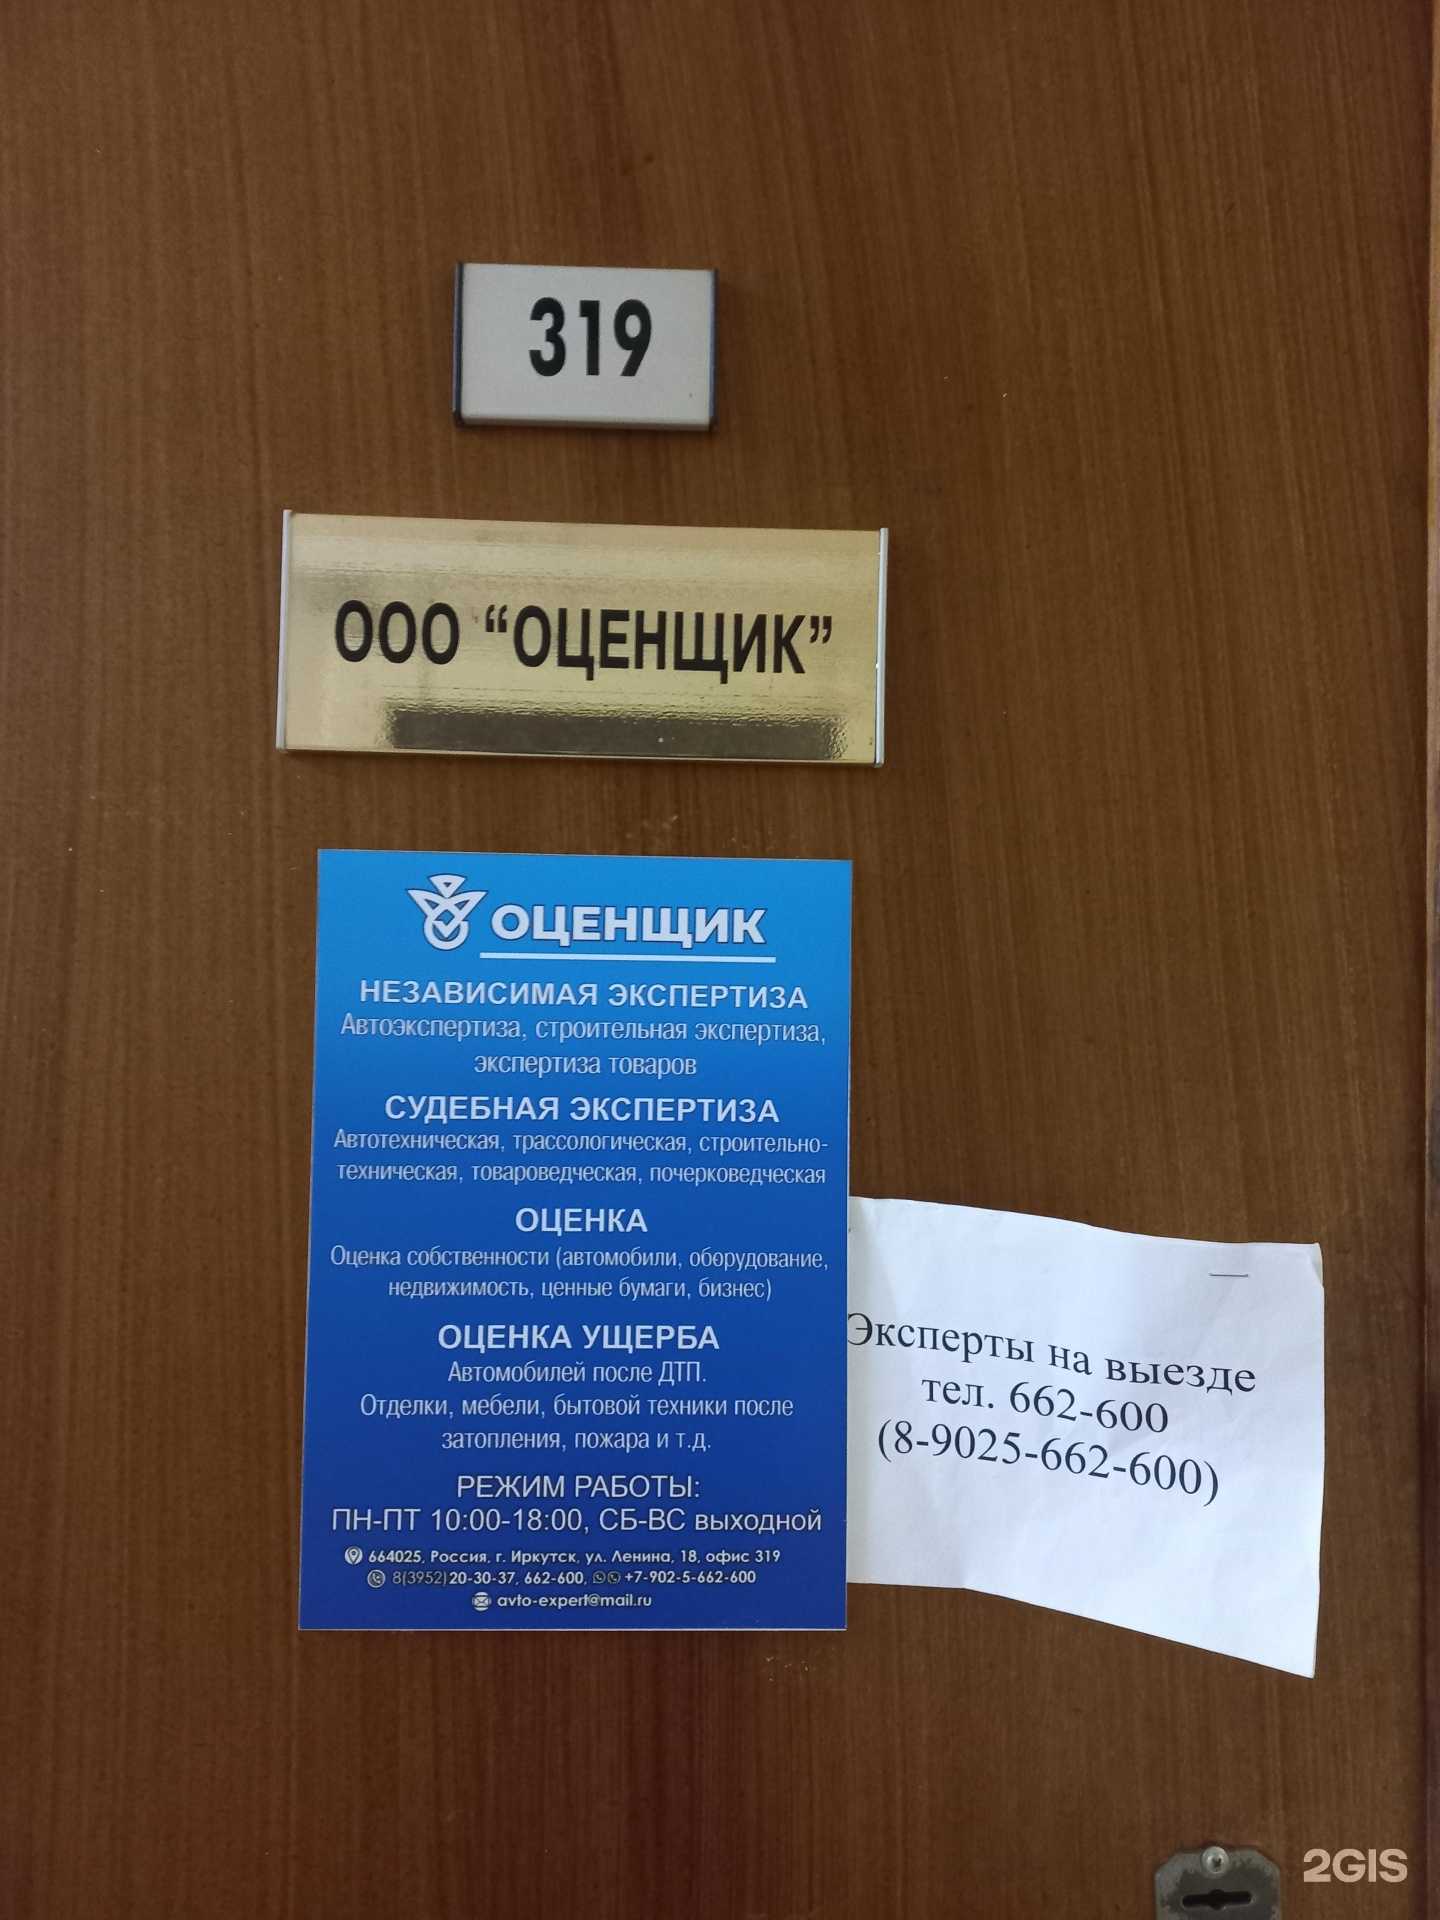 319
ООО “ОЦЕНЩИК”
ОЦЕНЩИК
НЕЗАВИСИМАЯ ЭКСПЕРТИЗА
Автоэкспертиза, строительная экспертиза,
экспертиза товаров
СУДЕБНАЯ ЭКСПЕРТИЗА
Автотехническая, трассологическая, строительно-
техническая, товароведческая, почерковедческая
ОЦЕНКА
Оценка собственности (автомобили, оборудование,
недвижимость, ценные бумаги, бизнес)
ОЦЕНКА УЩЕРБА
Автомобилей после ДТП.
Отделки, мебели, бытовой техники после
затопления, пожара и т.д.
РЕЖИМ РАБОТЫ:
ПН-ПТ 10:00-18:00, СБ-ВС выходной
664025, Россия, г. Иркутск, ул. Ленина, 18, офис 319
8(3952)20-30-37, 662-600, +7-902-5-662-600
avto-expert@mail.ru
Эксперты на выезде
тел. 662-600
(8-9025-662-600)
2GIS